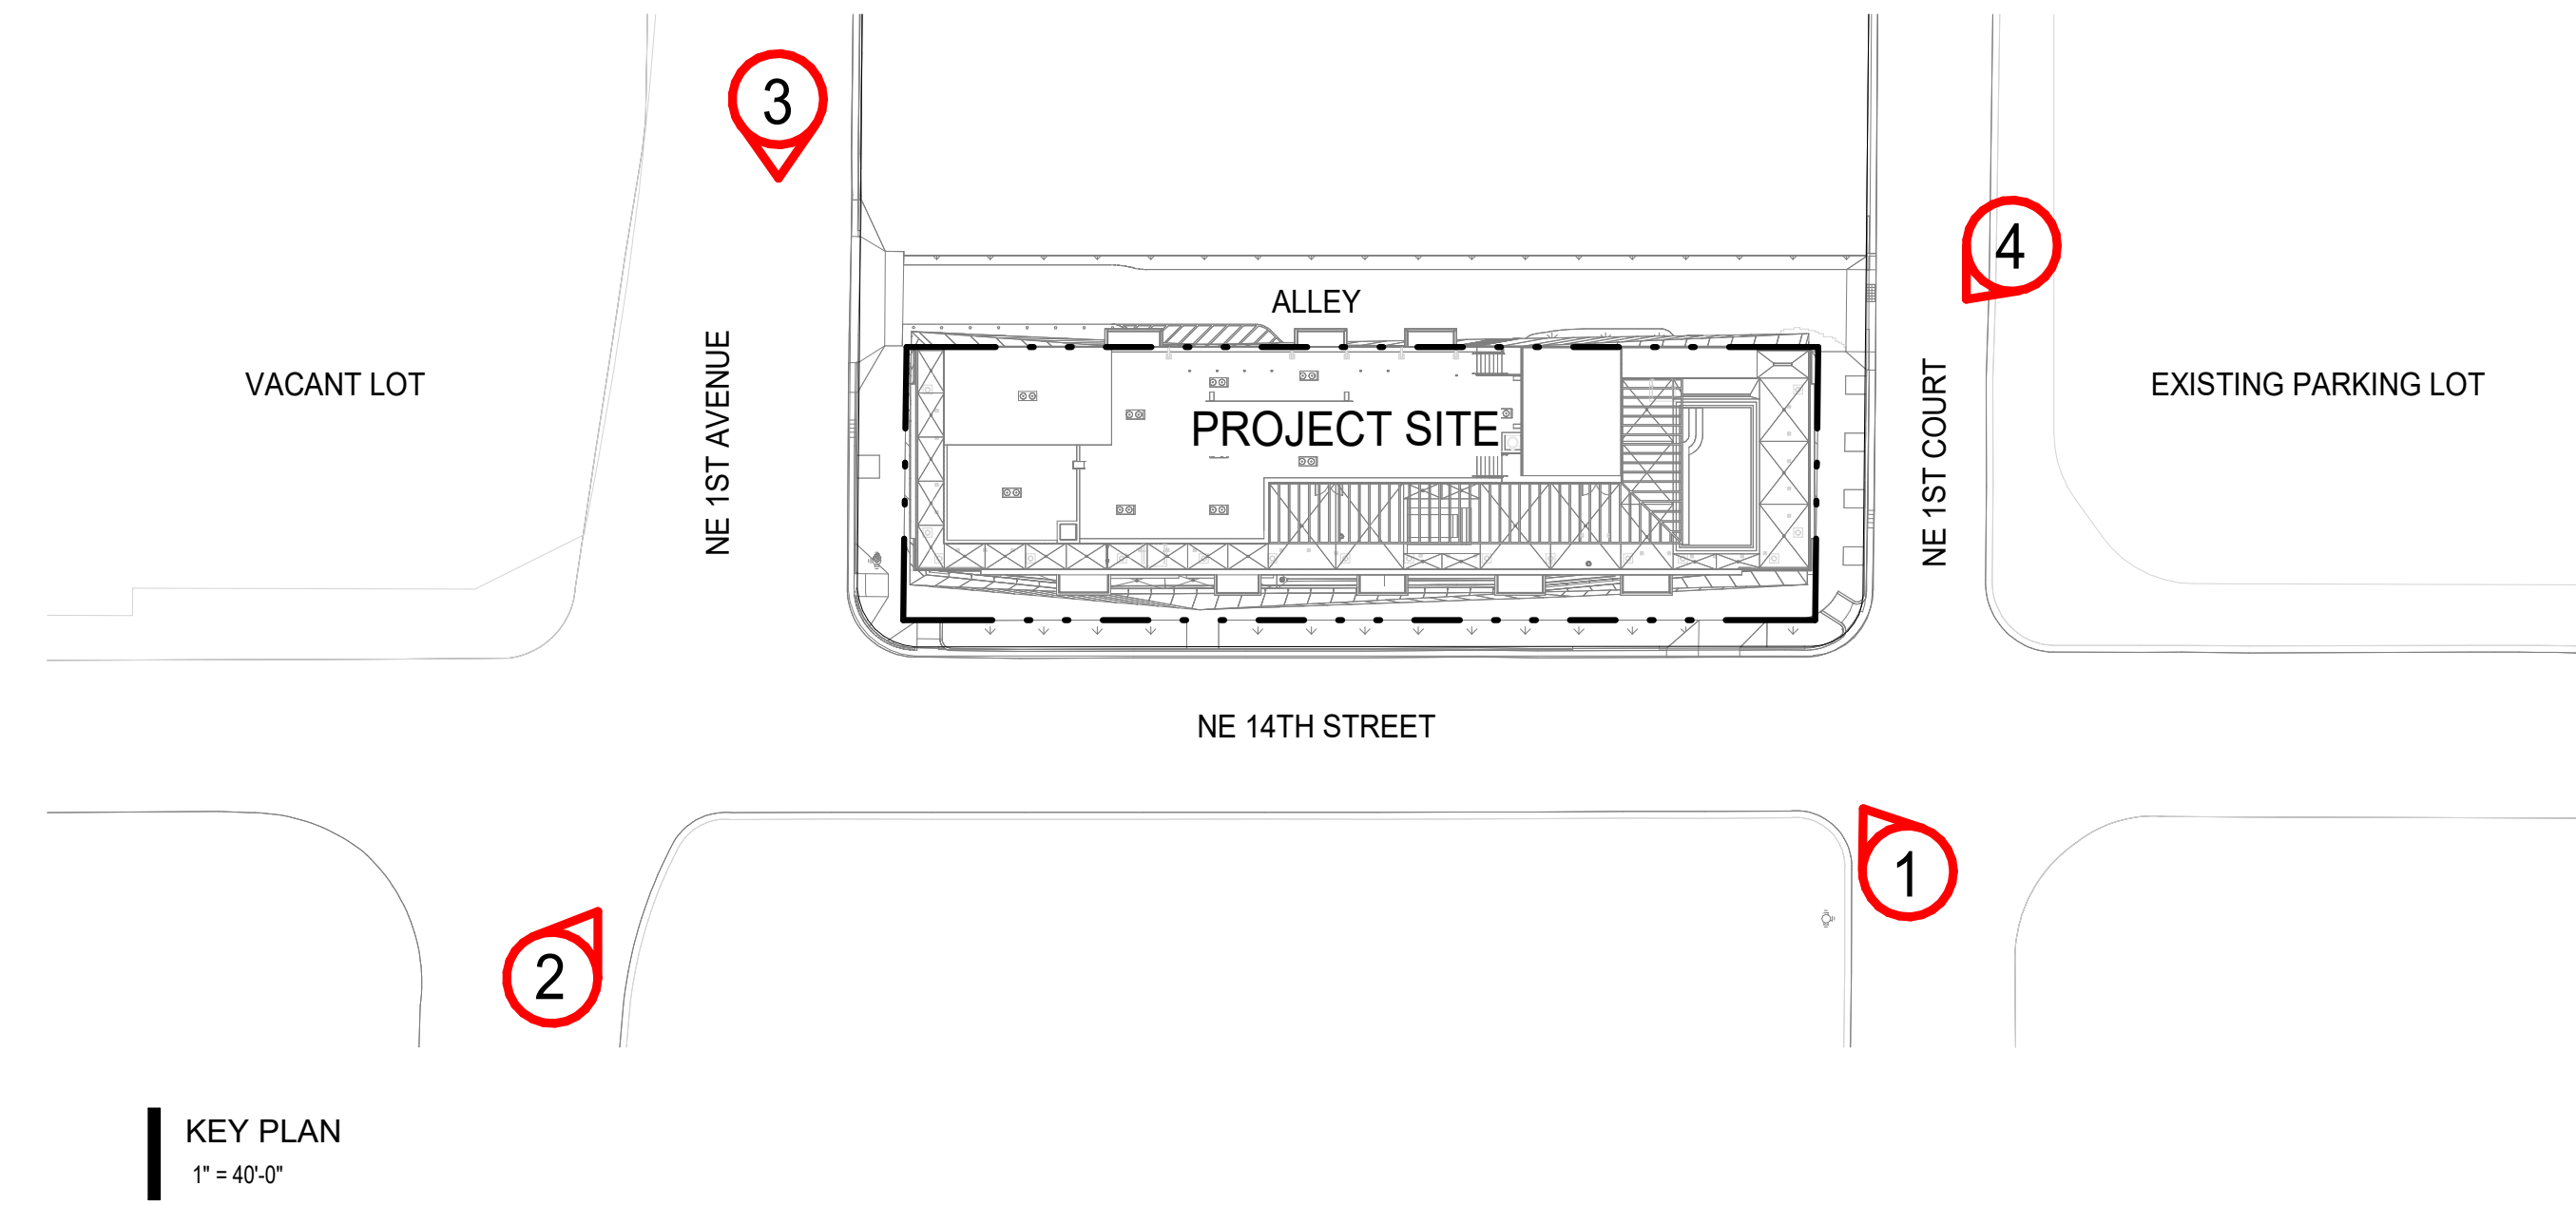 3
4
ALLEY
VACANT LOT
NE 1ST AVENUE
PROJECT SITE
NE 1ST COURT
EXISTING PARKING LOT
NE 14TH STREET
1
2
KEY PLAN
1" = 40'-0"